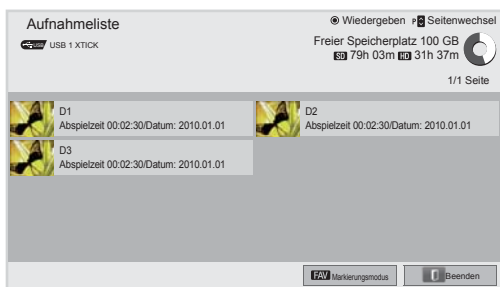 Aufnahmeliste
Wiedergeben P Seitenwechsel
USB USB 1 XTICK
Freier Speicherplatz 100 GB
SD 79h 03m HD 31h 37m
1/1 Seite
D1
Abspielzeit 00:02:30/Datum: 2010.01.01
D2
Abspielzeit 00:02:30/Datum: 2010.01.01
D3
Abspielzeit 00:02:30/Datum: 2010.01.01
FAV Markierungsmodus
Beenden